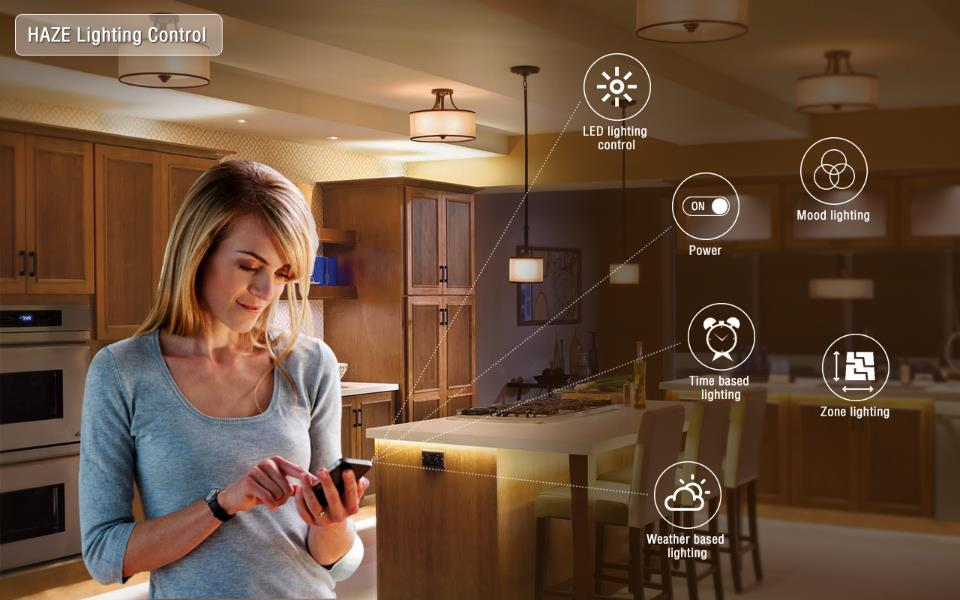 HAZE Lighting Control
LED lighting
control
Mood lighting
ON
Power
Time based
lighting
Zone lighting
Weather based
lighting